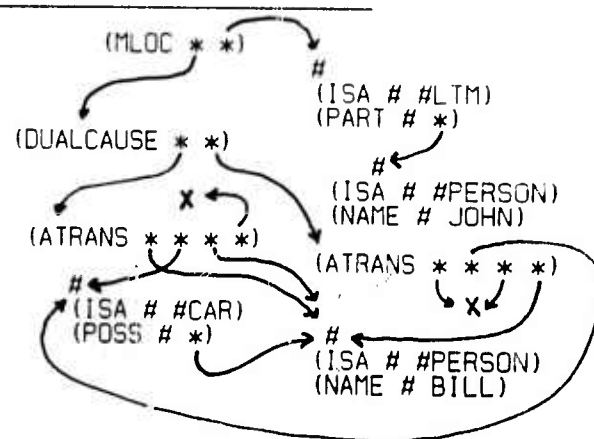 (MLOC * *)
#
(ISA # #LTM)
(PART # *)
(DUALCAUSE * *)
#
(ISA # #PERSON)
(NAME # JOHN)
X
(ATRANS * * * *)
(ATRANS * * * *)
X
#
(ISA # #CAR)
(POSS # *)
#
(ISA # #PERSON)
(NAME # BILL)